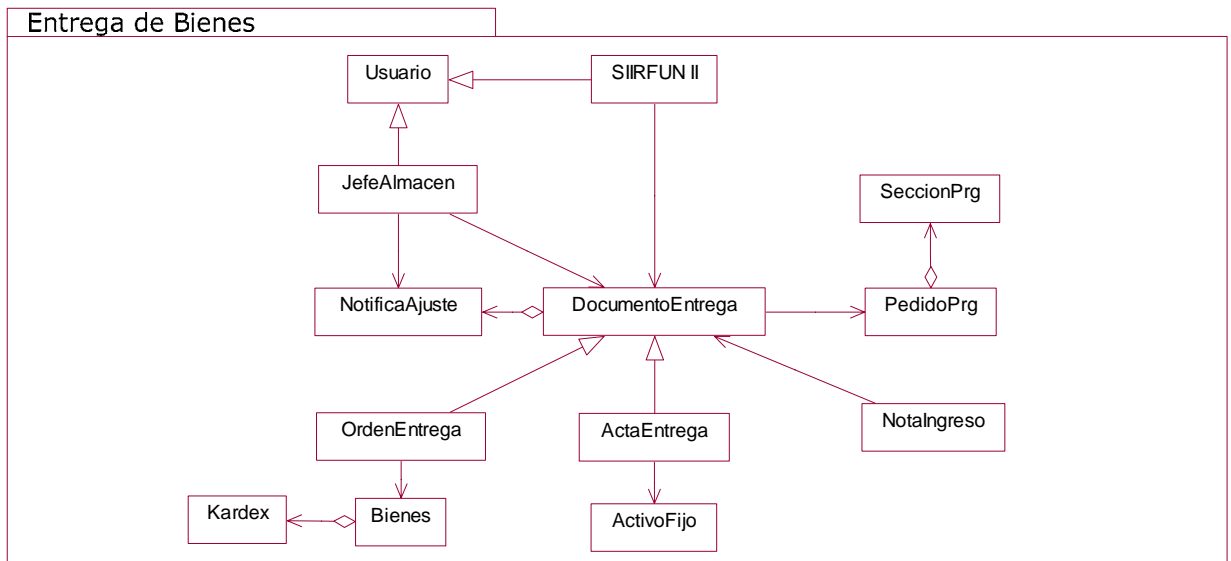 Entrega de Bienes
Usuario
SIIRFUN II
JefeAlmacen
SeccionPrg
NotificaAjuste
DocumentoEntrega
PedidoPrg
OrdenEntrega
ActaEntrega
NotaIngreso
Kardex
Bienes
ActivoFijo